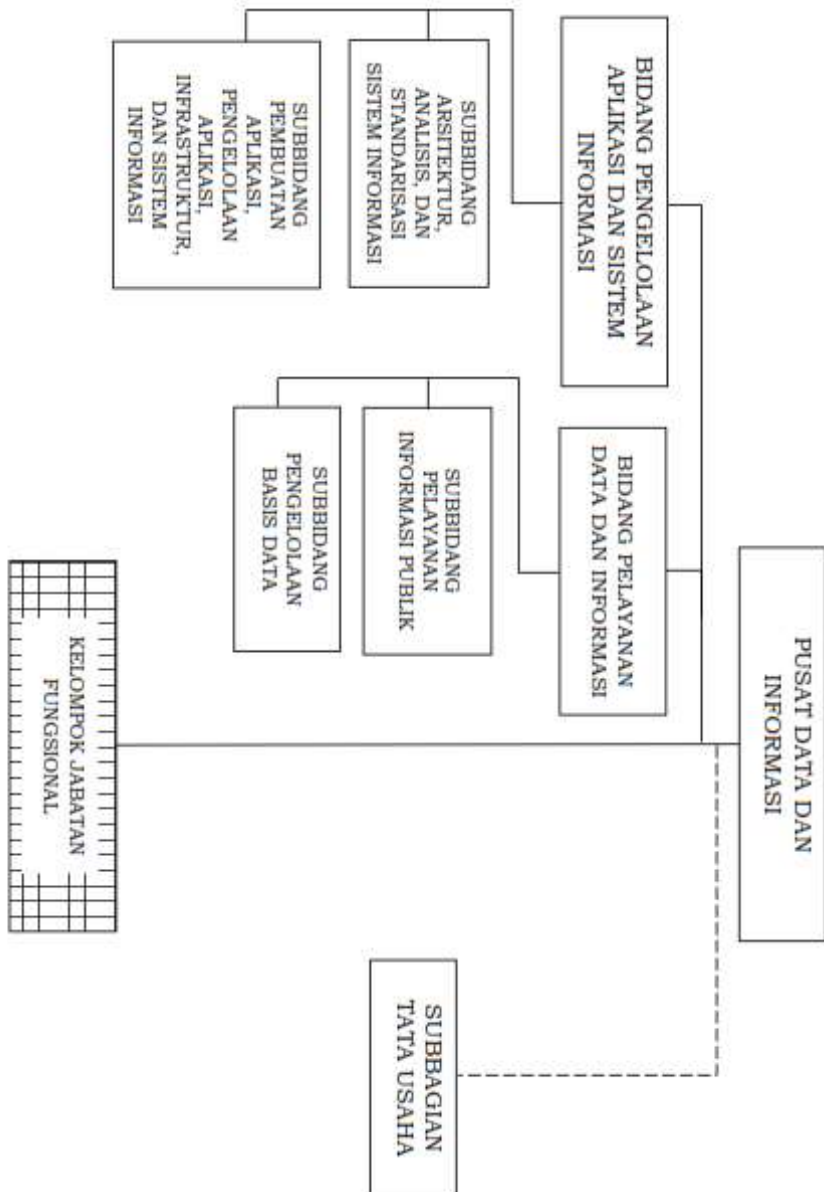 PUSAT DATA DAN
INFORMASI
BIDANG PENGELOLAAN
APLIKASI DAN SISTEM
INFORMASI
BIDANG PELAYANAN
DATA DAN INFORMASI
SUBBIDANG
ARSITEKTUR,
ANALISIS, DAN
STANDARISASI
SISTEM INFORMASI
SUBBIDANG
PEMBUATAN
APLIKASI,
PENGELOLAAN
APLIKASI,
INFRASTRUKTUR,
DAN SISTEM
INFORMASI
SUBBIDANG
PELAYANAN
INFORMASI PUBLIK
SUBBIDANG
PENGELOLAAN
BASIS DATA
SUBBAGIAN
TATA USAHA
KELOMPOK JABATAN
FUNGSIONAL